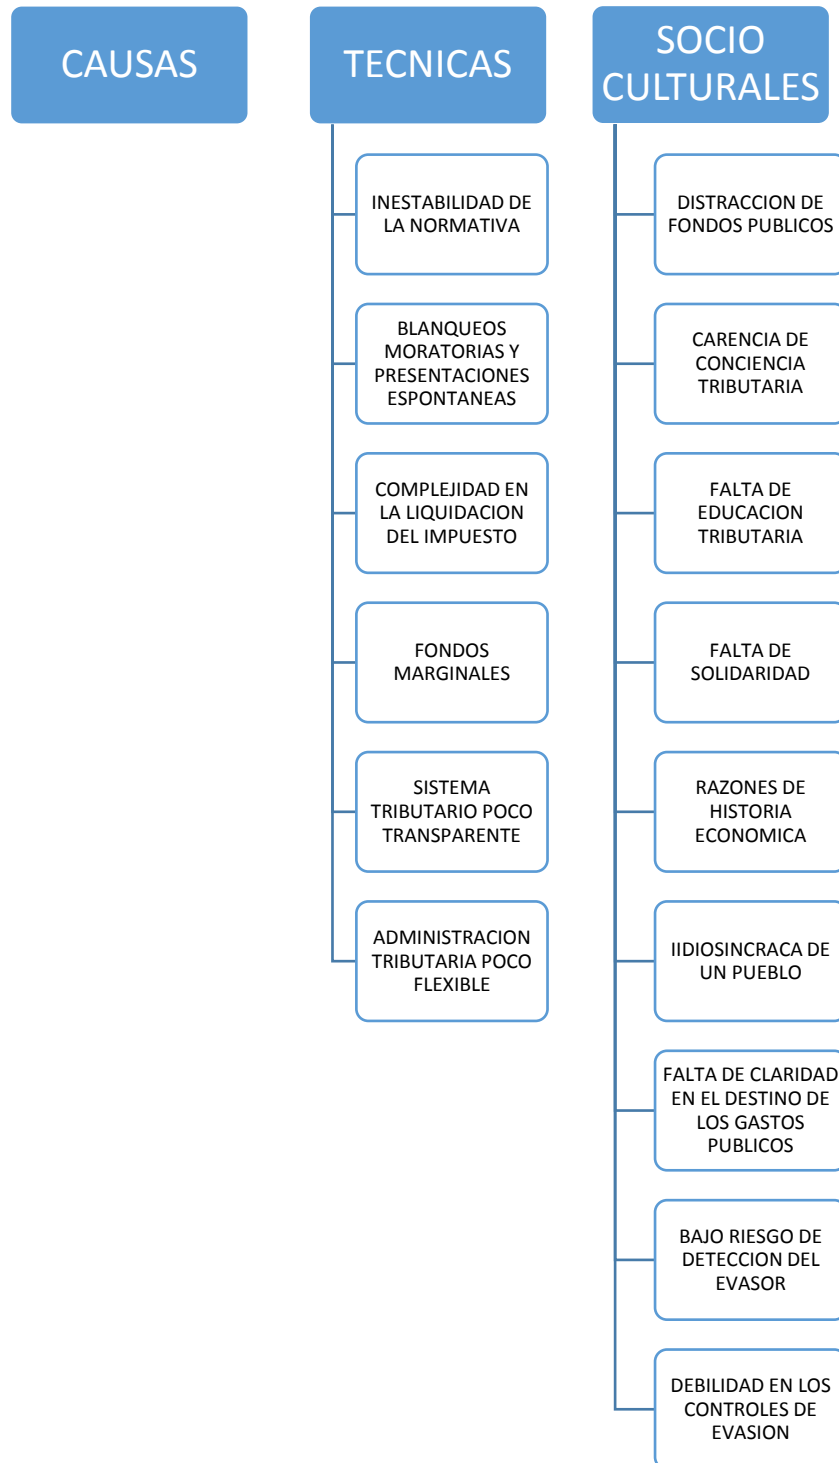 CAUSAS
TECNICAS
INESTABILIDAD DE
LA NORMATIVA
BLANQUEOS
MORATORIAS Y
PRESENTACIONES
ESPONTANEAS
COMPLEJIDAD EN
LA LIQUIDACION
DEL IMPUESTO
FONDOS
MARGINALES
SISTEMA
TRIBUTARIO POCO
TRANSPARENTE
ADMINISTRACION
TRIBUTARIA POCO
FLEXIBLE
SOCIO
CULTURALES
DISTRACCION DE
FONDOS PUBLICOS
CARENCIA DE
CONCIENCIA
TRIBUTARIA
FALTA DE
EDUCACION
TRIBUTARIA
FALTA DE
SOLIDARIDAD
RAZONES DE
HISTORIA
ECONOMICA
IIDIOSINCRACA DE
UN PUEBLO
FALTA DE CLARIDAD
EN EL DESTINO DE
LOS GASTOS
PUBLICOS
BAJO RIESGO DE
DETECCION DEL
EVASOR
DEBILIDAD EN LOS
CONTROLES DE
EVASION